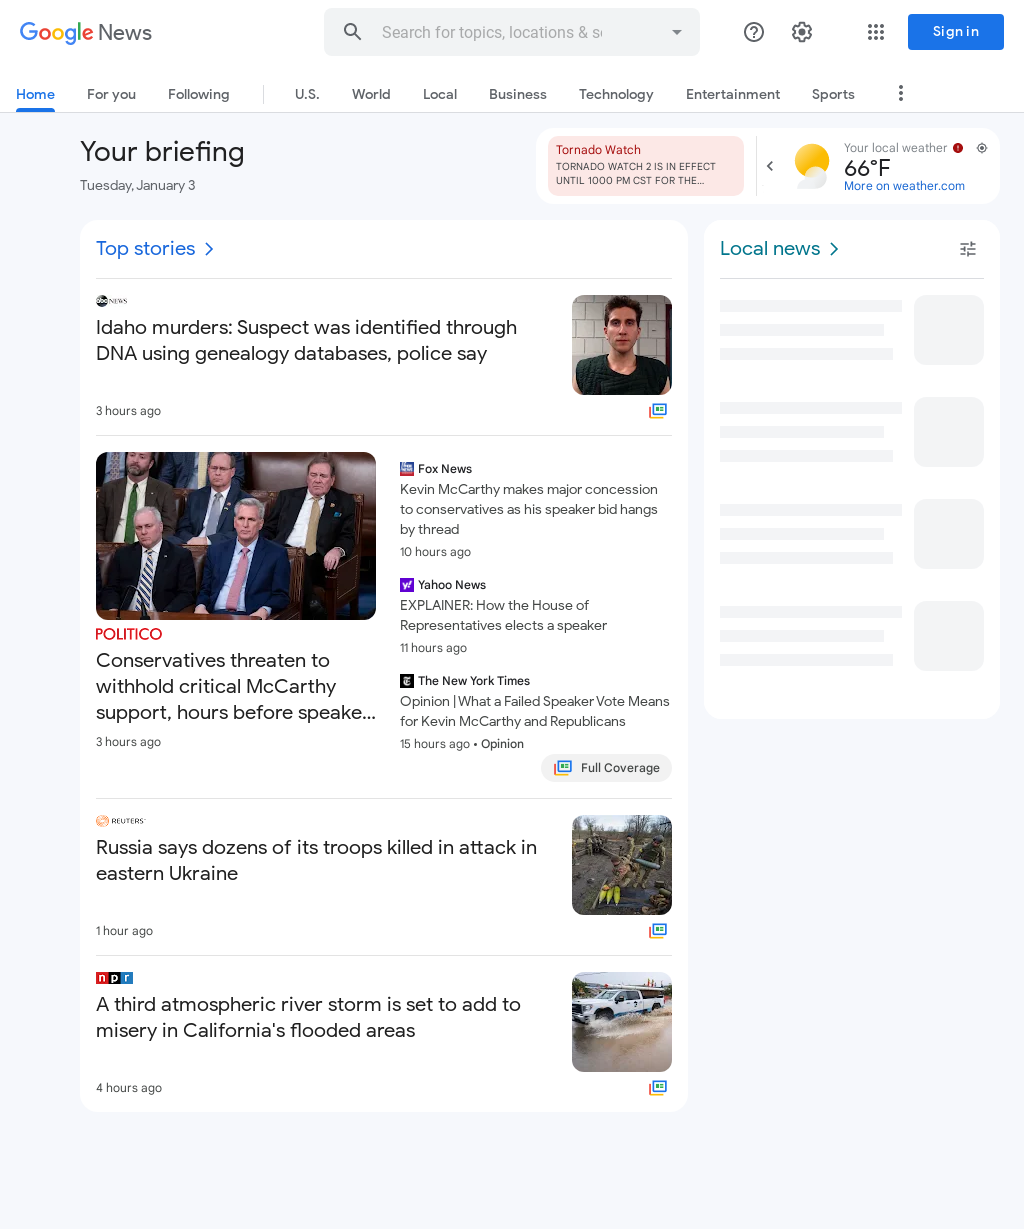 Google News
Search for topics, locations & so
Sign in
Home
For you
Following
U.S.
World
Local
Business
Technology
Entertainment
Sports
Your briefing
Tuesday, January 3
Tornado Watch
TORNADO WATCH 2 IS IN EFFECT
UNTIL 1000 PM CST FOR THE...
Your local weather
66°F
More on weather.com
Top stories
Local news
abc NEWS
Idaho murders: Suspect was identified through
DNA using genealogy databases, police say
3 hours ago
POLITICO
Conservatives threaten to
withhold critical McCarthy
support, hours before speake...
3 hours ago
Fox News
Kevin McCarthy makes major concession
to conservatives as his speaker bid hangs
by thread
10 hours ago
Yahoo News
EXPLAINER: How the House of
Representatives elects a speaker
11 hours ago
The New York Times
Opinion | What a Failed Speaker Vote Means
for Kevin McCarthy and Republicans
15 hours ago • Opinion
Full Coverage
REUTERS
Russia says dozens of its troops killed in attack in
eastern Ukraine
1 hour ago
npr
A third atmospheric river storm is set to add to
misery in California's flooded areas
4 hours ago